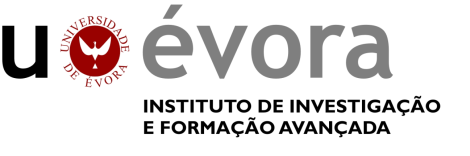 u évora
UNIVERSIDADE DE ÉVORA
INSTITUTO DE INVESTIGAÇÃO
E FORMAÇÃO AVANÇADA